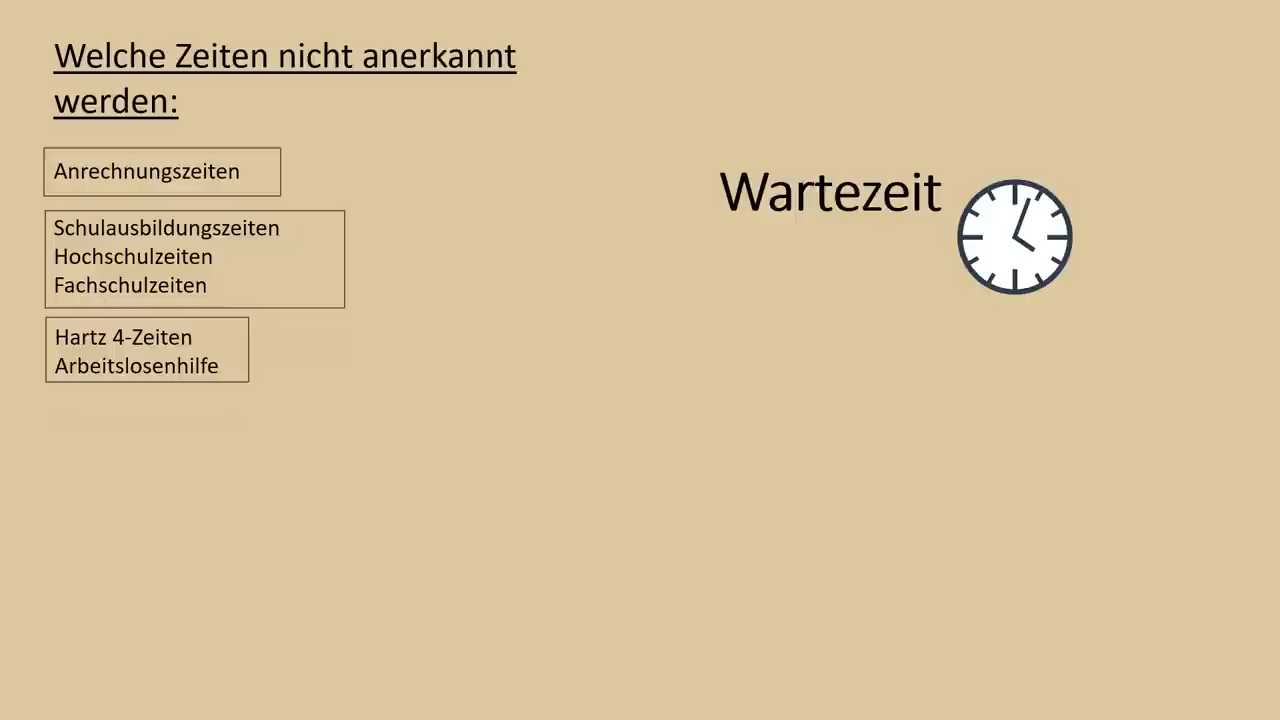 Welche Zeiten nicht anerkannt
werden:
Anrechnungszeiten
Schulausbildungszeiten
Hochschulzeiten
Fachschulzeiten
Hartz 4-Zeiten
Arbeitslosenhilfe
Wartezeit